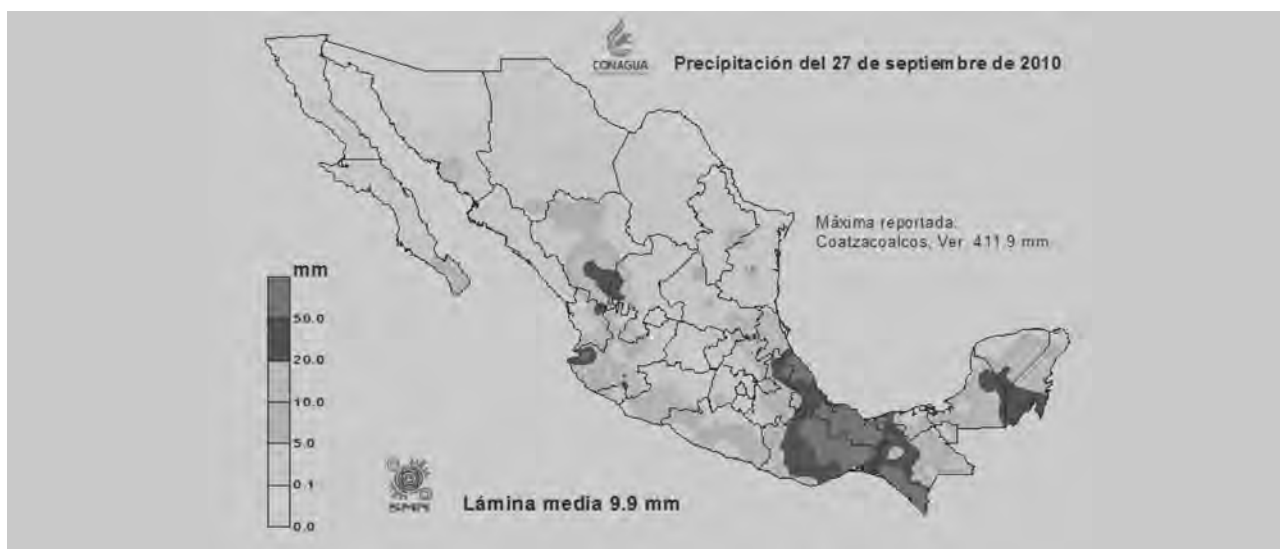 CONAGUA
Precipitación del 27 de septiembre de 2010
Máxima reportada:
Coatzacoalcos, Ver. 411.9 mm
mm
50.0
20.0
10.0
5.0
0.1
0.0
SMN
Lámina media 9.9 mm